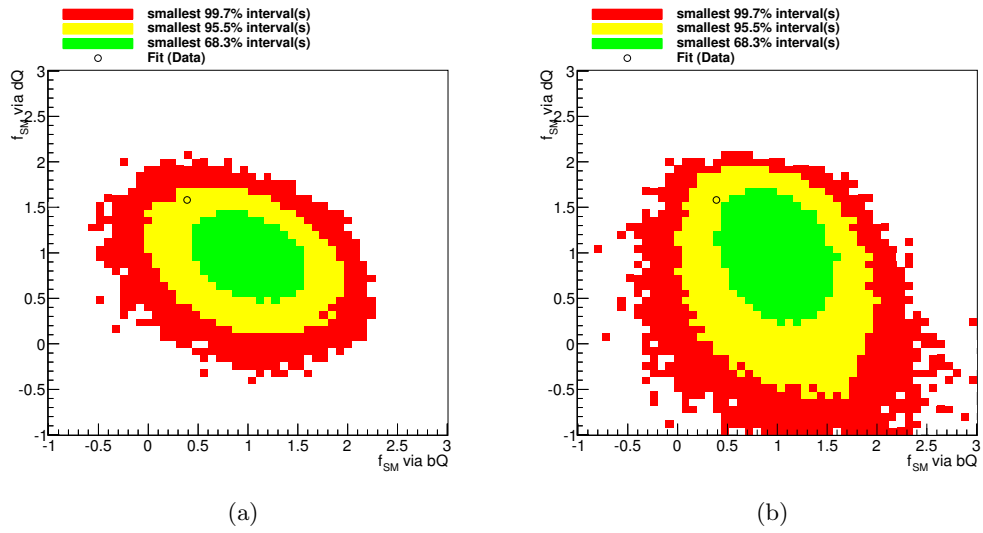 smallest 99.7% interval(s)
smallest 95.5% interval(s)
smallest 68.3% interval(s)
Fit (Data)
f_SM via dQ
3
2.5
2
1.5
1
0.5
0
-0.5
-1
-1 -0.5 0 0.5 1 1.5 2 2.5 3
f_SM via bQ
(a)
smallest 99.7% interval(s)
smallest 95.5% interval(s)
smallest 68.3% interval(s)
Fit (Data)
f_SM via dQ
3
2.5
2
1.5
1
0.5
0
-0.5
-1
-1 -0.5 0 0.5 1 1.5 2 2.5 3
f_SM via bQ
(b)